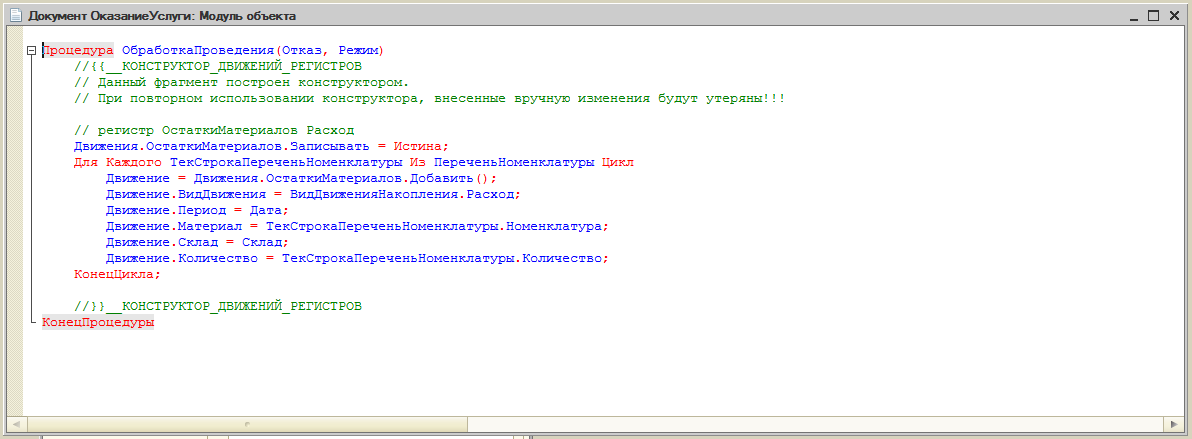 Документ ОказаниеУслуги: Модуль объекта
Процедура ОбработкаПроведения(Отказ, Режим)
//{{__КОНСТРУКТОР_ДВИЖЕНИЙ_РЕГИСТРОВ
// Данный фрагмент построен конструктором.
// При повторном использовании конструктора, внесенные вручную изменения будут утеряны!!!
// регистр ОстаткиМатериалов Расход
Движения.ОстаткиМатериалов.Записывать = Истина;
Для Каждого ТекСтрокаПереченьНоменклатуры Из ПереченьНоменклатуры Цикл
Движение = Движения.ОстаткиМатериалов.Добавить();
Движение.ВидДвижения = ВидДвиженияНакопления.Расход;
Движение.Период = Дата;
Движение.Материал = ТекСтрокаПереченьНоменклатуры.Номенклатура;
Движение.Склад = Склад;
Движение.Количество = ТекСтрокаПереченьНоменклатуры.Количество;
КонецЦикла;
//}}__КОНСТРУКТОР_ДВИЖЕНИЙ_РЕГИСТРОВ
КонецПроцедуры